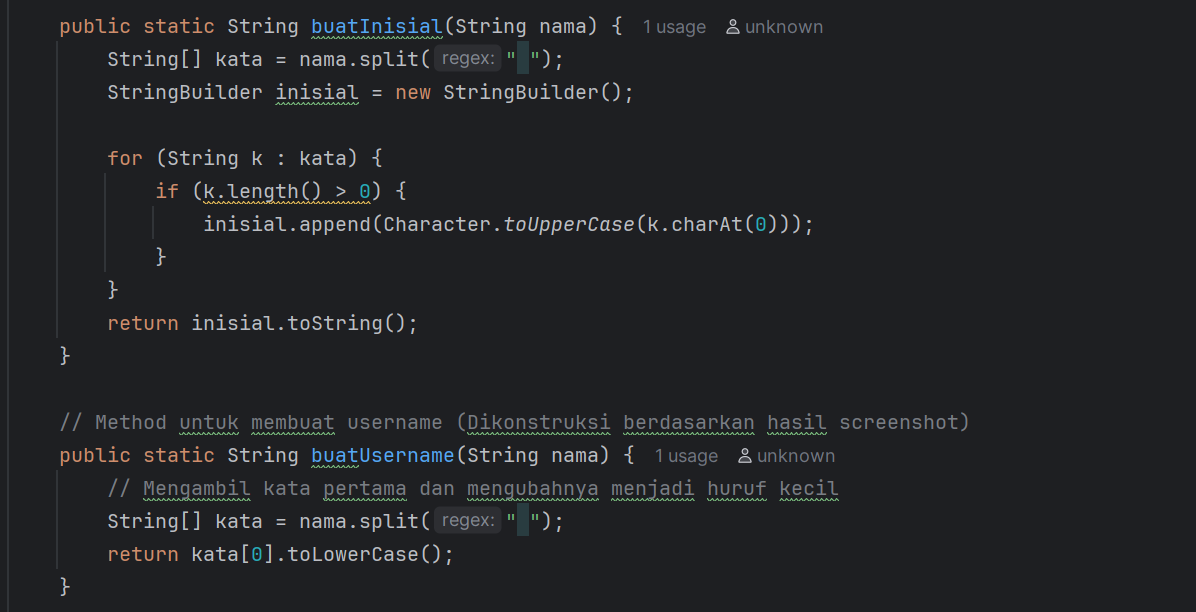 public static String buatInisial(String nama) { 1 usage unknown
String[] kata = nama.split( regex: " ");
StringBuilder inisial = new StringBuilder();
for (String k : kata) {
if (k.length() > 0) {
inisial.append(Character.toUpperCase(k.charAt(0)));
}
}
return inisial.toString();
}
// Method untuk membuat username (Dikonstruksi berdasarkan hasil screenshot)
public static String buatUsername(String nama) { 1 usage unknown
// Mengambil kata pertama dan mengubahnya menjadi huruf kecil
String[] kata = nama.split( regex: " ");
return kata[0].toLowerCase();
}